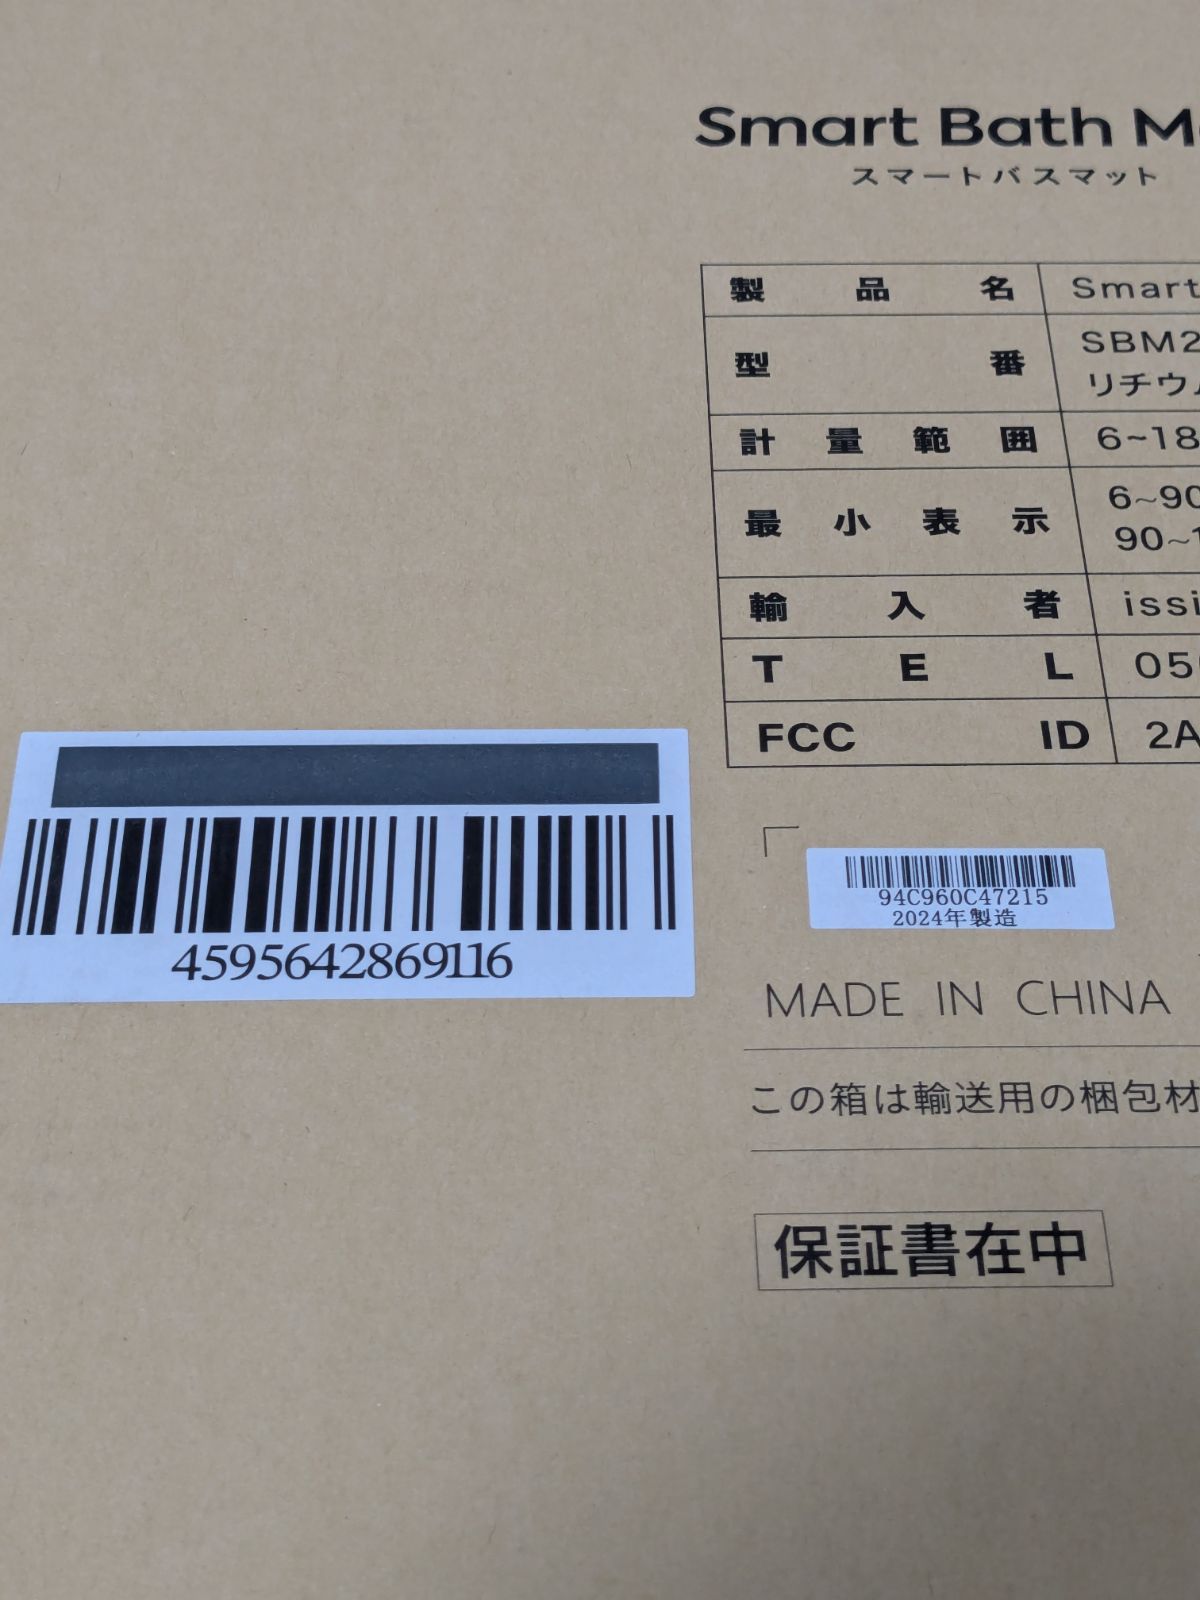 Smart Bath M
スマートバスマット
製品名 Smart
型番 SBM2
リチウム
計量範囲 6~18
最小表示 6~90
90~1
輸入者 issi
TEL 05
FCC ID 2A
4595642869116
94C960C47215
2024年製造
MADE IN CHINA
この箱は輸送用の梱包材
保証書在中